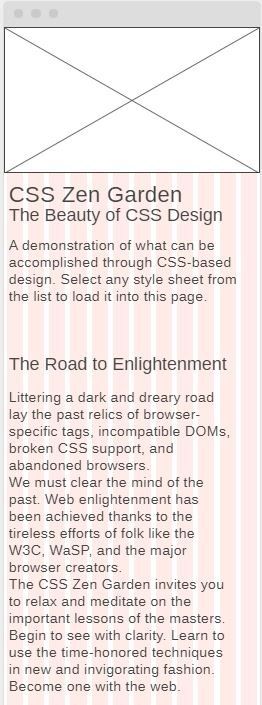 CSS Zen Garden
The Beauty of CSS Design
A demonstration of what can be
accomplished through CSS-based
design. Select any style sheet from
the list to load it into this page.
The Road to Enlightenment
Littering a dark and dreary road
lay the past relics of browser-
specific tags, incompatible DOMs,
broken CSS support, and
abandoned browsers.
We must clear the mind of the
past. Web enlightenment has
been achieved thanks to the
tireless efforts of folk like the
W3C, WaSP, and the major
browser creators.
The CSS Zen Garden invites you
to relax and meditate on the
important lessons of the masters.
Begin to see with clarity. Learn to
use the time-honored techniques
in new and invigorating fashion.
Become one with the web.